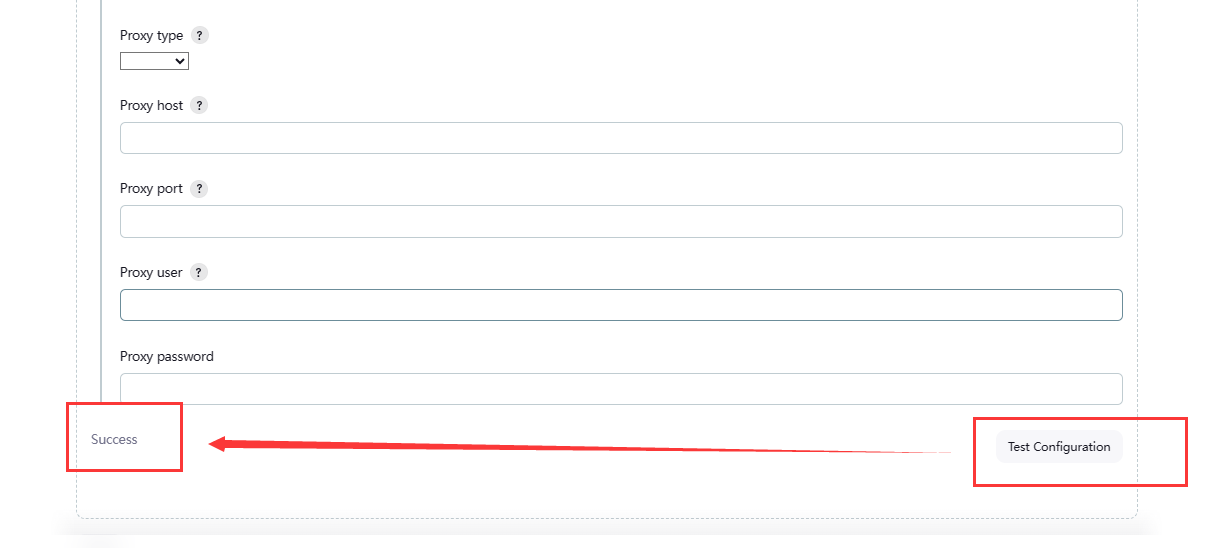 Proxy type ?
Proxy host ?
Proxy port ?
Proxy user ?
Proxy password
Success
Test Configuration